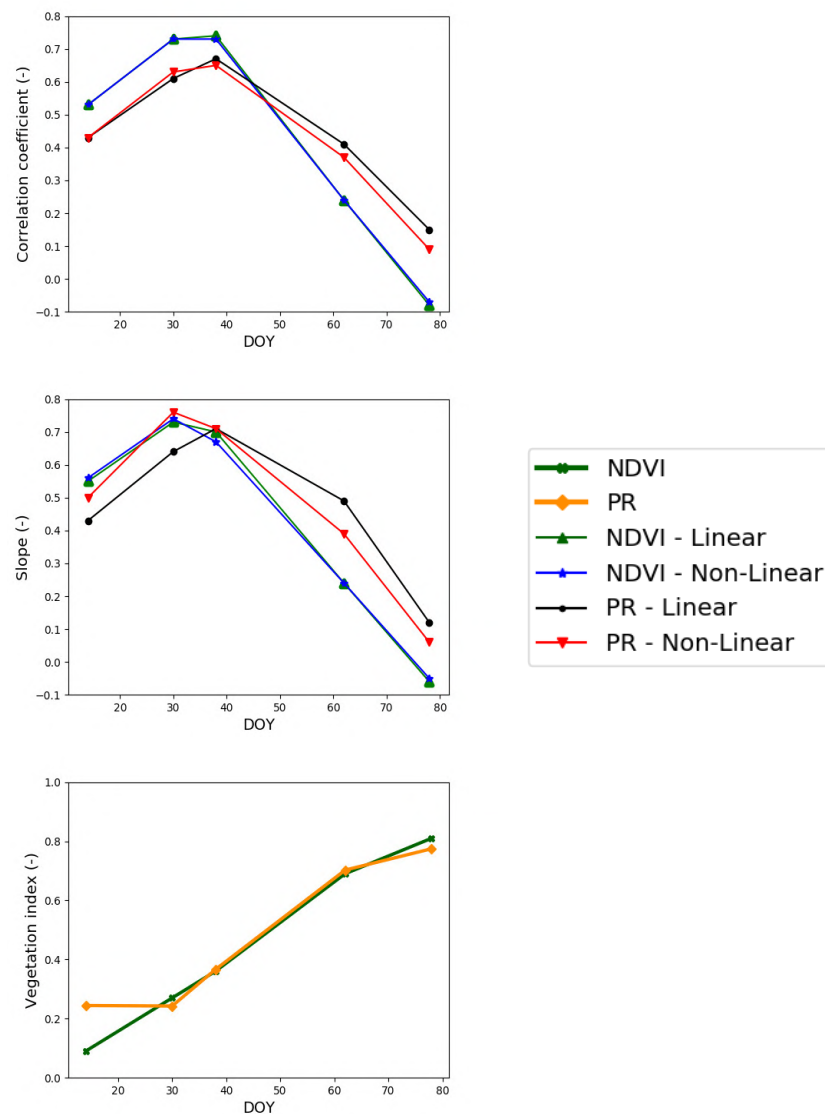 0.8
0.7
0.6
0.5
0.4
0.3
0.2
0.1
0.0
−0.1
Correlation coefficient (-)
20 30 40 50 60 70 80
DOY
0.8
0.7
0.6
0.5
0.4
0.3
0.2
0.1
0.0
−0.1
Slope (-)
20 30 40 50 60 70 80
DOY
NDVI
PR
NDVI - Linear
NDVI - Non-Linear
PR - Linear
PR - Non-Linear
1.0
0.8
0.6
0.4
0.2
0.0
Vegetation index (-)
20 30 40 50 60 70 80
DOY